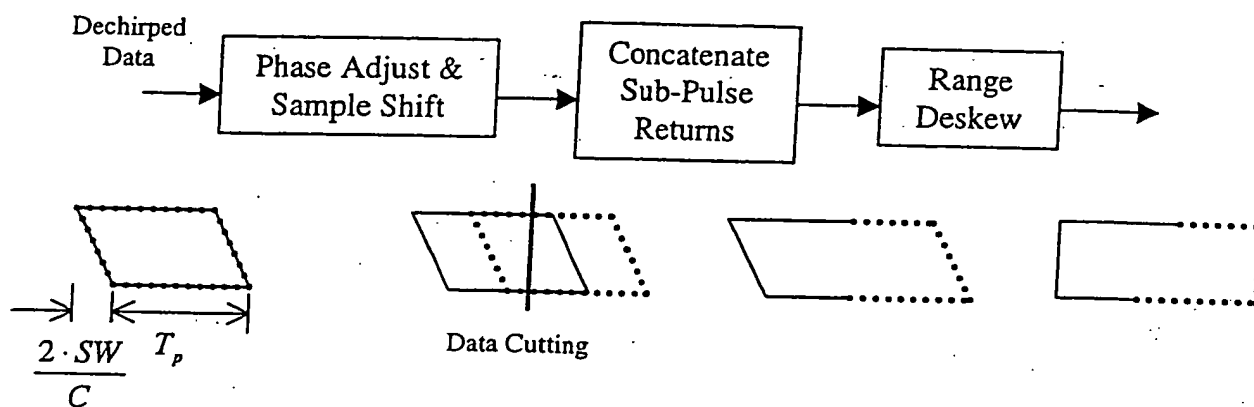 Dechirped
Data
Phase Adjust &
Sample Shift
Concatenate
Sub-Pulse
Returns
Range
Deskew
Data Cutting
2 · SW
C
T_p